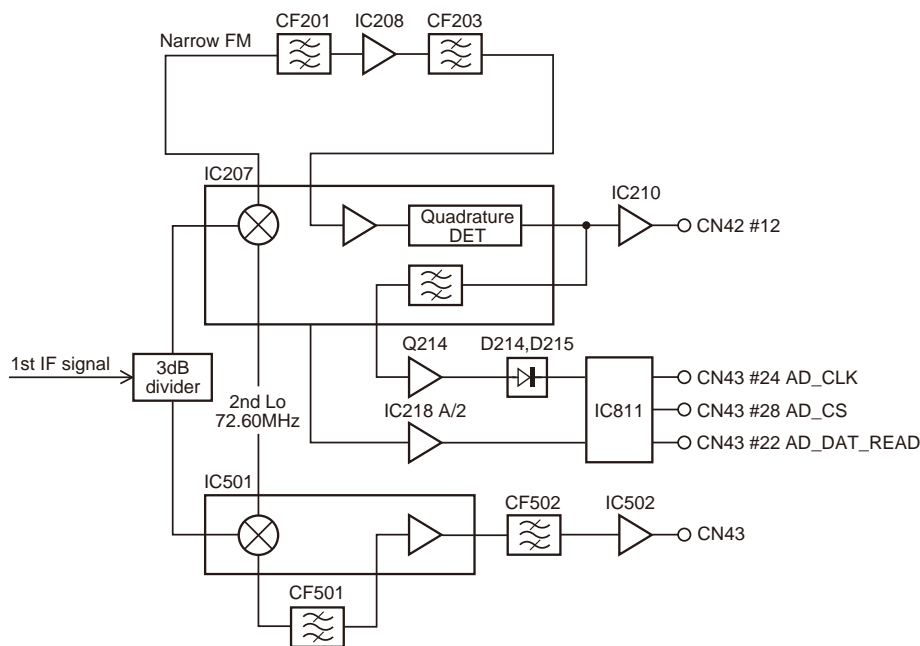 CF201
IC208
CF203
Narrow FM
IC207
Quadrature
DET
IC210
CN42 #12
Q214
D214,D215
1st IF signal
3dB
divider
2nd Lo
72.60MHz
IC218 A/2
IC811
CN43 #24 AD_CLK
CN43 #28 AD_CS
CN43 #22 AD_DAT_READ
IC501
CF502
IC502
CN43
CF501